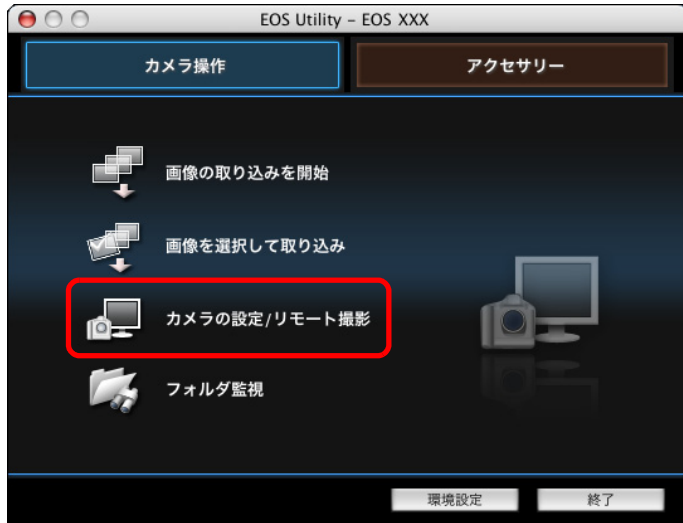 EOS Utility – EOS XXX
カメラ操作
アクセサリー
画像の取り込みを開始
画像を選択して取り込み
カメラの設定/リモート撮影
フォルダ監視
環境設定
終了